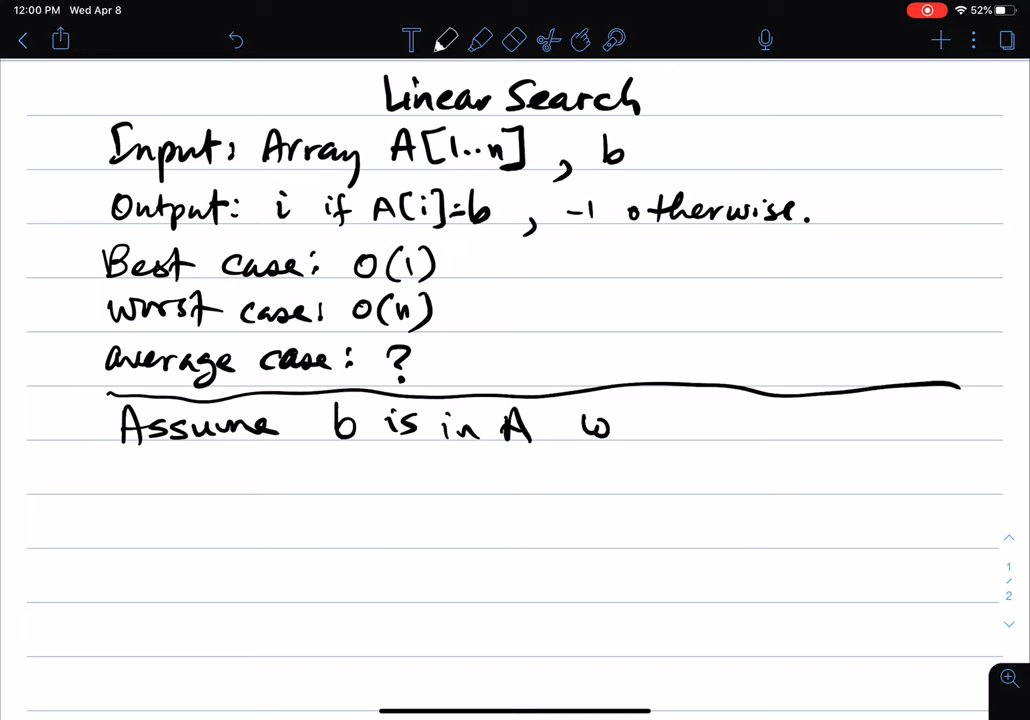 12:00 PM Wed Apr 8
52%
Linear Search
Input: Array A[1..n], b
Output: i if A[i]=b, -1 otherwise.
Best case: O(1)
worst case: O(n)
average case: ?
Assume b is in A w
1
/
2